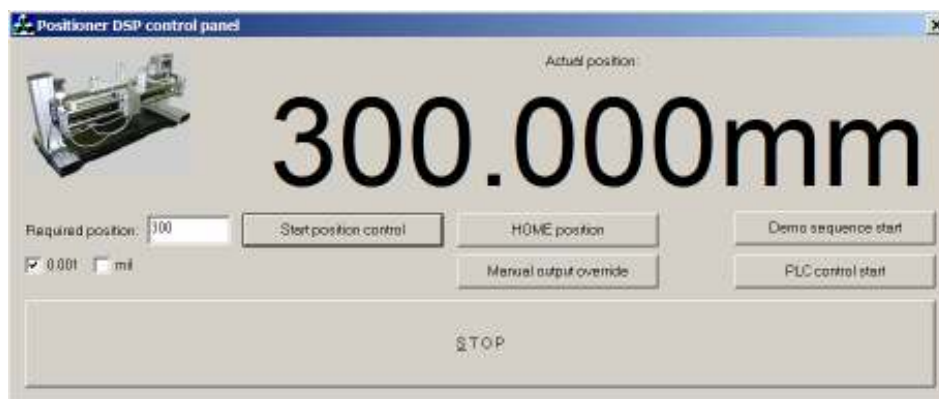 Positioner DSP control panel
Actual position:
300.000mm
Required position: 300 Start position control HOME position Demo sequence start
0.001 mil Manual output override PLC control start
STOP